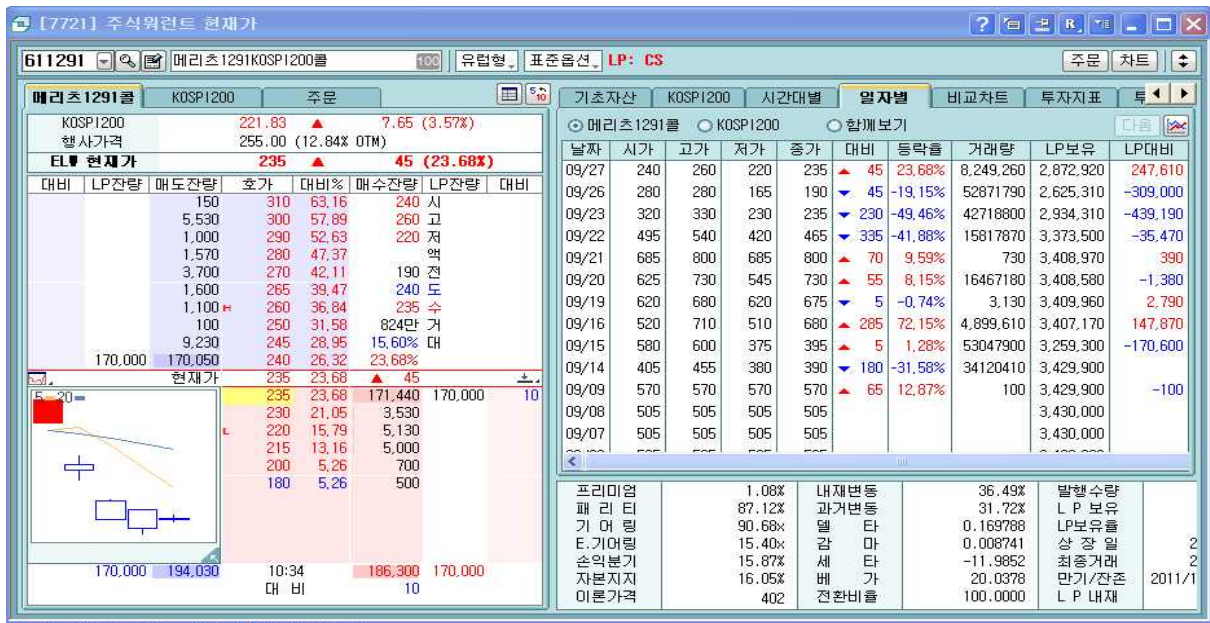 [7721] 주식워런트 현재가
611291 메리츠1291KOSPI200콜 100 유럽형 표준옵션 LP: CS 주문 차트
메리츠1291콜 KOSPI200 주문
KOSPI200 221.83 ▲ 7.65 (3.57%)
행사가격 255.00 (12.84% OTM)
ELW 현재가 235 ▲ 45 (23.68%)
대비 LP잔량 매도잔량 호가 대비% 매수잔량 LP잔량 대비
150 310 63,16 240 시
5,530 300 57,89 260 고
1,000 290 52,63 220 저
1,570 280 47,37 액
3,700 270 42,11 190 전
1,600 265 39,47 240 도
1,100 H 260 36,84 235 수
100 250 31,58 824만 거
9,230 245 28,95 15,60% 대
170,000 170,050 240 26,32 23,68%
현재가 235 23,68 ▲ 45
235 23,68 171,440 170,000 10
230 21,05 3,530
L 220 15,79 5,130
215 13,16 5,000
200 5,26 700
180 5,26 500
5 20
170,000 194,030 10:34 186,300 170,000
대 비 10
기초자산 KOSPI200 시간대별 일자별 비교차트 투자지표
메리츠1291콜 KOSPI200 함께보기 다음
날짜 시가 고가 저가 종가 대비 등락율 거래량 LP보유 LP대비
09/27 240 260 220 235 ▲ 45 23,68% 8,249,260 2,872,920 247,610
09/26 280 280 165 190 ▼ 45 -19,15% 52871790 2,625,310 -309,000
09/23 320 330 230 235 ▼ 230 -49,46% 42718800 2,934,310 -439,190
09/22 495 540 420 465 ▼ 335 -41,88% 15817870 3,373,500 -35,470
09/21 685 800 685 800 ▲ 70 9,59% 730 3,408,970 390
09/20 625 730 545 730 ▲ 55 8,15% 16467180 3,408,580 -1,380
09/19 620 680 620 675 ▼ 5 -0,74% 3,130 3,409,960 2,790
09/16 520 710 510 680 ▲ 285 72,15% 4,899,610 3,407,170 147,870
09/15 580 600 375 395 ▲ 5 1,28% 53047900 3,259,300 -170,600
09/14 405 455 380 390 ▼ 180 -31,58% 34120410 3,429,900
09/09 570 570 570 570 ▲ 65 12,87% 100 3,429,900 -100
09/08 505 505 505 505 3,430,000
09/07 505 505 505 505 3,430,000
프리미엄 1.08% 내재변동 36.49% 발행수량
패 리 티 87.12% 과거변동 31.72% L P 보유
기 어 링 90.68x 델 타 0.169788 LP보유율
E.기어링 15.40x 감 마 0.008741 상 장 일 2
손익분기 15.87% 세 타 -11.9852 최종거래 2
자본지지 16.05% 베 가 20.0378 만기/잔존 2011/1
이론가격 402 전환비율 100.0000 L P 내재